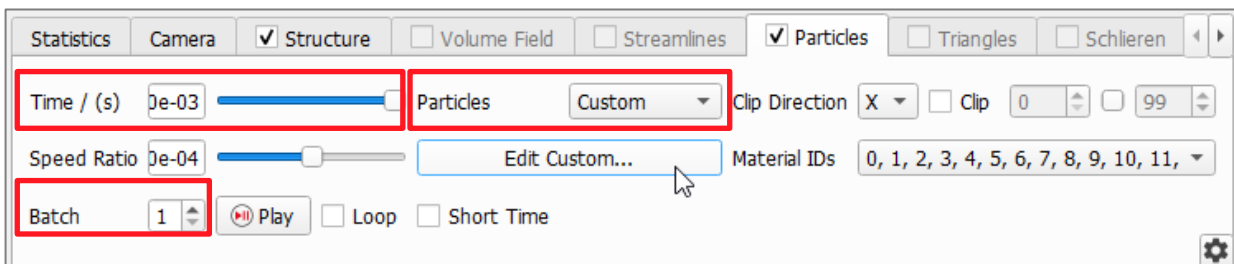 Statistics Camera Structure Volume Field Streamlines Particles Triangles Schlieren
Time / (s) 0e-03 Particles Custom Clip Direction X Clip 0 99
Speed Ratio 0e-04 Edit Custom... Material IDs 0, 1, 2, 3, 4, 5, 6, 7, 8, 9, 10, 11,
Batch 1 Play Loop Short Time